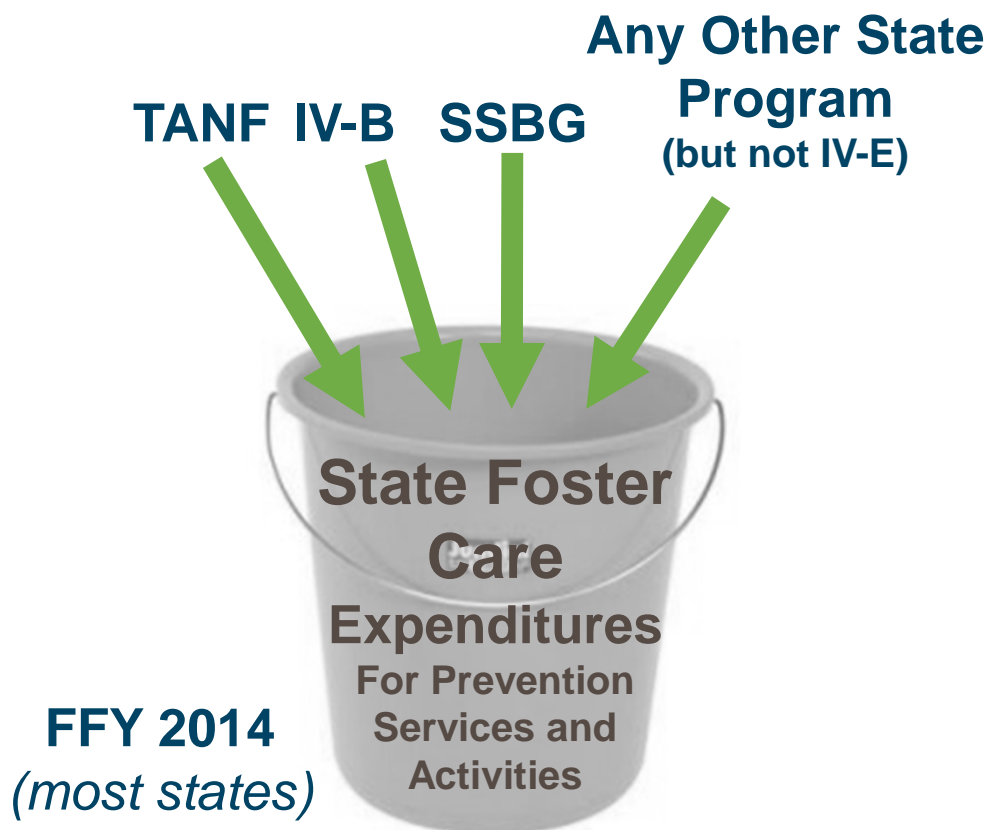 Any Other State
Program
(but not IV-E)
TANF IV-B SSBG
State Foster
Care
Expenditures
For Prevention
Services and
Activities
FFY 2014
(most states)